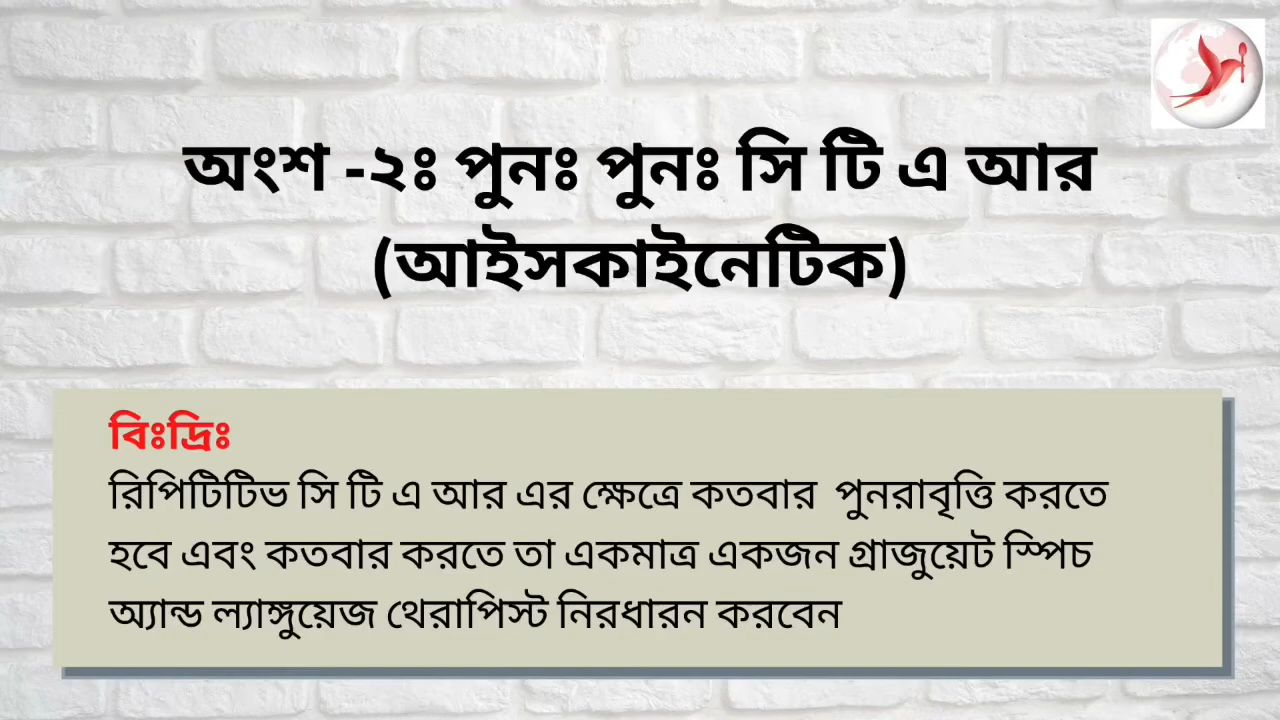 অংশ -২ঃ পুনঃ পুনঃ সি টি এ আর
(আইসকাইনেটিক)
বিঃদ্রিঃ
রিপিটিটিভ সি টি এ আর এর ক্ষেত্রে কতবার পুনরাবৃত্তি করতে
হবে এবং কতবার করতে তা একমাত্র একজন গ্রাজুয়েট স্পিচ
অ্যান্ড ল্যাঙ্গুয়েজ থেরাপিস্ট নিরধারন করবেন